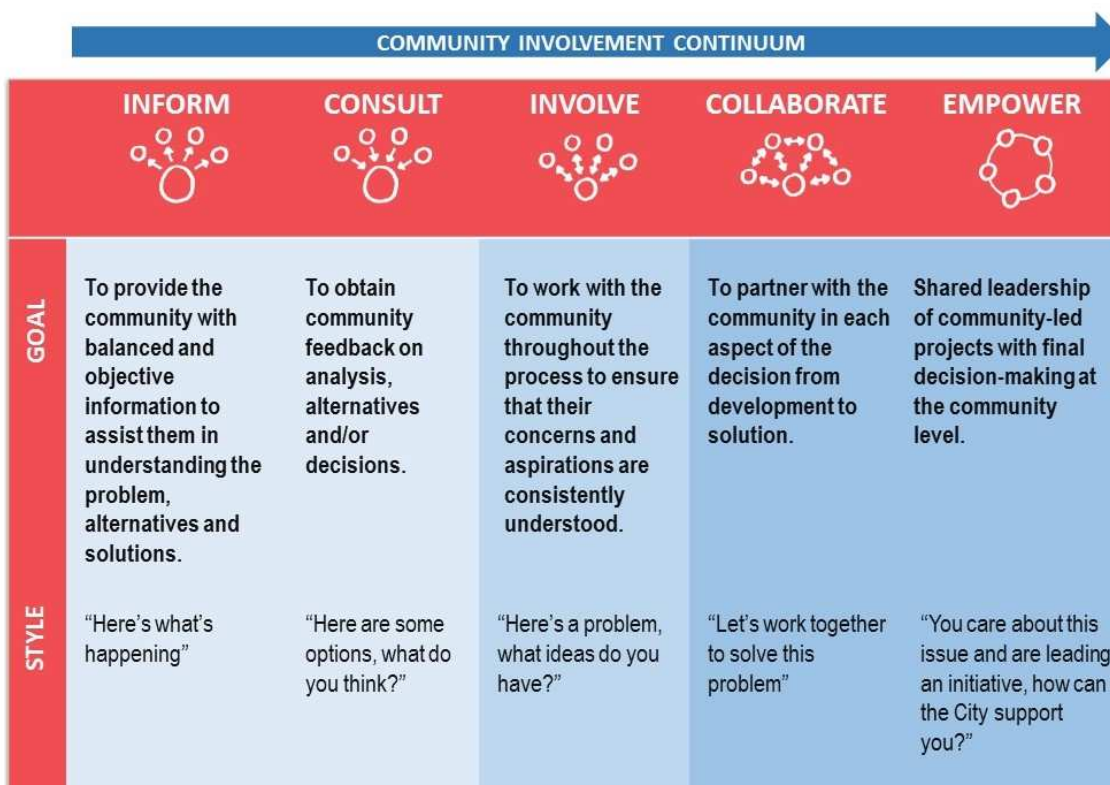 COMMUNITY INVOLVEMENT CONTINUUM
INFORM
CONSULT
INVOLVE
COLLABORATE
EMPOWER
GOAL
To provide the
community with
balanced and
objective
information to
assist them in
understanding the
problem,
alternatives and
solutions.
To obtain
community
feedback on
analysis,
alternatives
and/or
decisions.
To work with the
community
throughout the
process to ensure
that their
concerns and
aspirations are
consistently
understood.
To partner with the
community in each
aspect of the
decision from
development to
solution.
Shared leadership
of community-led
projects with final
decision-making at
the community
level.
STYLE
“Here’s what’s
happening”
“Here are some
options, what do
you think?”
“Here’s a problem,
what ideas do you
have?”
“Let’s work together
to solve this
problem”
“You care about this
issue and are leading
an initiative, how can
the City support
you?”